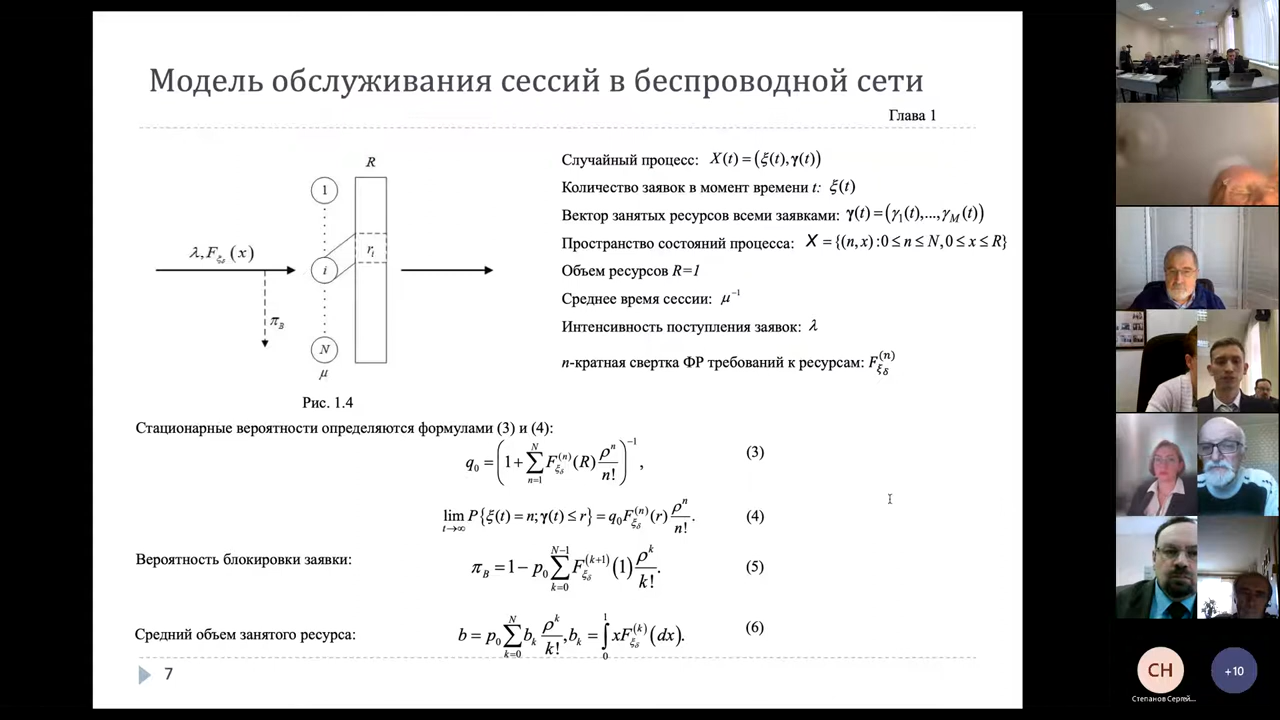 Модель обслуживания сессий в беспроводной сети
Глава 1
R
1
λ, F_{ξ_δ}(x)
r_i
i
π_B
N
μ
Рис. 1.4
Случайный процесс: X(t) = (ξ(t), γ(t))
Количество заявок в момент времени t: ξ(t)
Вектор занятых ресурсов всеми заявками: γ(t) = (γ_1(t),...,γ_M(t))
Пространство состояний процесса: X = {(n, x) : 0 ≤ n ≤ N, 0 ≤ x ≤ R}
Объем ресурсов R=1
Среднее время сессии: μ^{-1}
Интенсивность поступления заявок: λ
n-кратная свертка ФР требований к ресурсам: F_{ξ_δ}^{(n)}
Стационарные вероятности определяются формулами (3) и (4):
q_0 = (1 + ∑_{n=1}^{N} F_{ξ_δ}^{(n)}(R) ρ^n/n!)^{-1}, (3)
lim_{t→∞} P{ξ(t) = n; γ(t) ≤ r} = q_0 F_{ξ_δ}^{(n)}(r) ρ^n/n!. (4)
Вероятность блокировки заявки: π_B = 1 − p_0 ∑_{k=0}^{N−1} F_{ξ_δ}^{(k+1)}(1) ρ^k/k!. (5)
Средний объем занятого ресурса: b = p_0 ∑_{k=0}^{N} b_k ρ^k/k!, b_k = ∫_0^1 xF_{ξ_δ}^{(k)}(dx). (6)
7
СН
+10
Степанов Сергей...